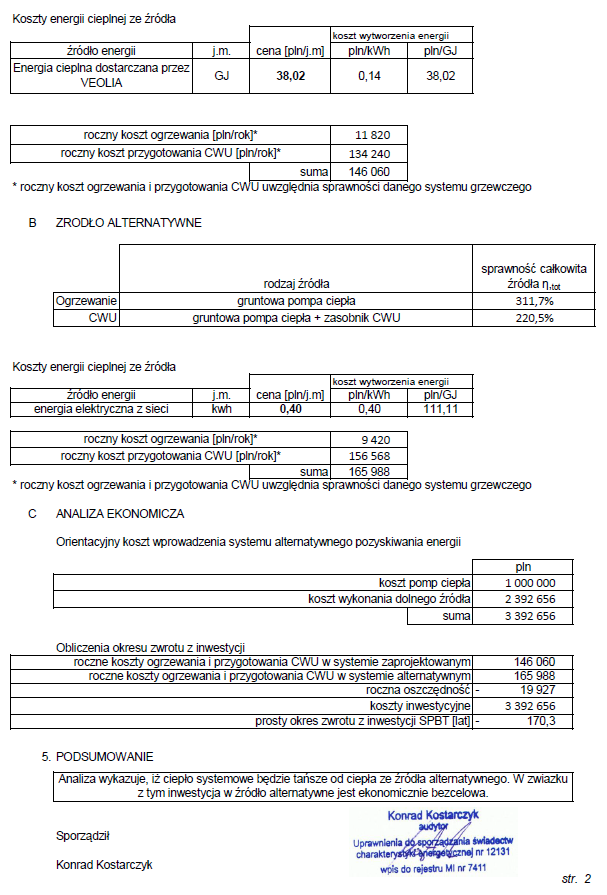 Koszty energii cieplnej ze źródła
koszt wytworzenia energii
źródło energii j.m. cena [pln/j.m] pln/kWh pln/GJ
Energia cieplna dostarczana przez
VEOLIA GJ 38,02 0,14 38,02
roczny koszt ogrzewania [pln/rok]* 11 820
roczny koszt przygotowania CWU [pln/rok]* 134 240
suma 146 060
* roczny koszt ogrzewania i przygotowania CWU uwzględnia sprawności danego systemu grzewczego
B ZRODŁO ALTERNATYWNE
rodzaj źródła sprawność całkowita
źródła η,tot
Ogrzewanie gruntowa pompa ciepła 311,7%
CWU gruntowa pompa ciepła + zasobnik CWU 220,5%
Koszty energii cieplnej ze źródła
koszt wytworzenia energii
źródło energii j.m. cena [pln/j.m] pln/kWh pln/GJ
energia elektryczna z sieci kwh 0,40 0,40 111,11
roczny koszt ogrzewania [pln/rok]* 9 420
roczny koszt przygotowania CWU [pln/rok]* 156 568
suma 165 988
* roczny koszt ogrzewania i przygotowania CWU uwzględnia sprawności danego systemu grzewczego
C ANALIZA EKONOMICZA
Orientacyjny koszt wprowadzenia systemu alternatywnego pozyskiwania energii
pln
koszt pomp ciepła 1 000 000
koszt wykonania dolnego źródła 2 392 656
suma 3 392 656
Obliczenia okresu zwrotu z inwestycji
roczne koszty ogrzewania i przygotowania CWU w systemie zaprojektowanym 146 060
roczne koszty ogrzewania i przygotowania CWU w systemie alternatywnym 165 988
roczna oszczędność - 19 927
koszty inwestycyjne 3 392 656
prosty okres zwrotu z inwestycji SPBT [lat] - 170,3
5. PODSUMOWANIE
Analiza wykazuje, iż ciepło systemowe będzie tańsze od ciepła ze źródła alternatywnego. W zwiazku
z tym inwestycja w źródło alternatywne jest ekonomicznie bezcelowa.
Konrad Kostarczyk
audytor
Uprawnienia do sporządzania świadectw
charakterystyki energetycznej nr 12131
wpis do rejestru MI nr 7411
Sporządził
Konrad Kostarczyk
str. 2